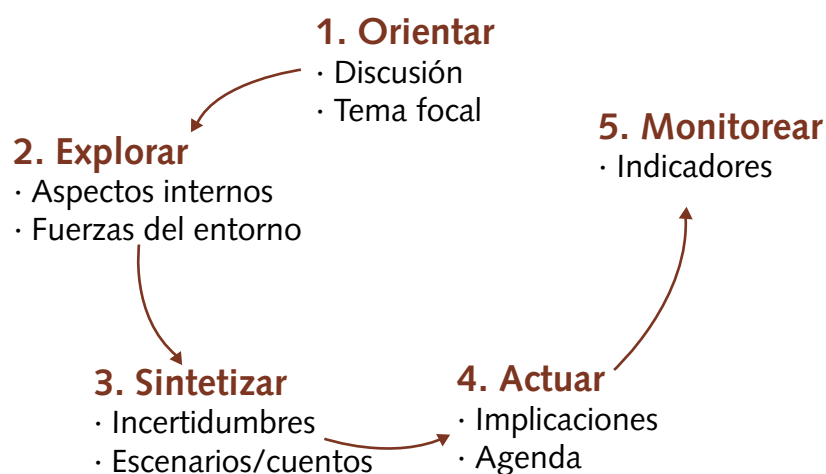 1. Orientar
· Discusión
· Tema focal
2. Explorar
· Aspectos internos
· Fuerzas del entorno
3. Sintetizar
· Incertidumbres
· Escenarios/cuentos
4. Actuar
· Implicaciones
· Agenda
5. Monitorear
· Indicadores